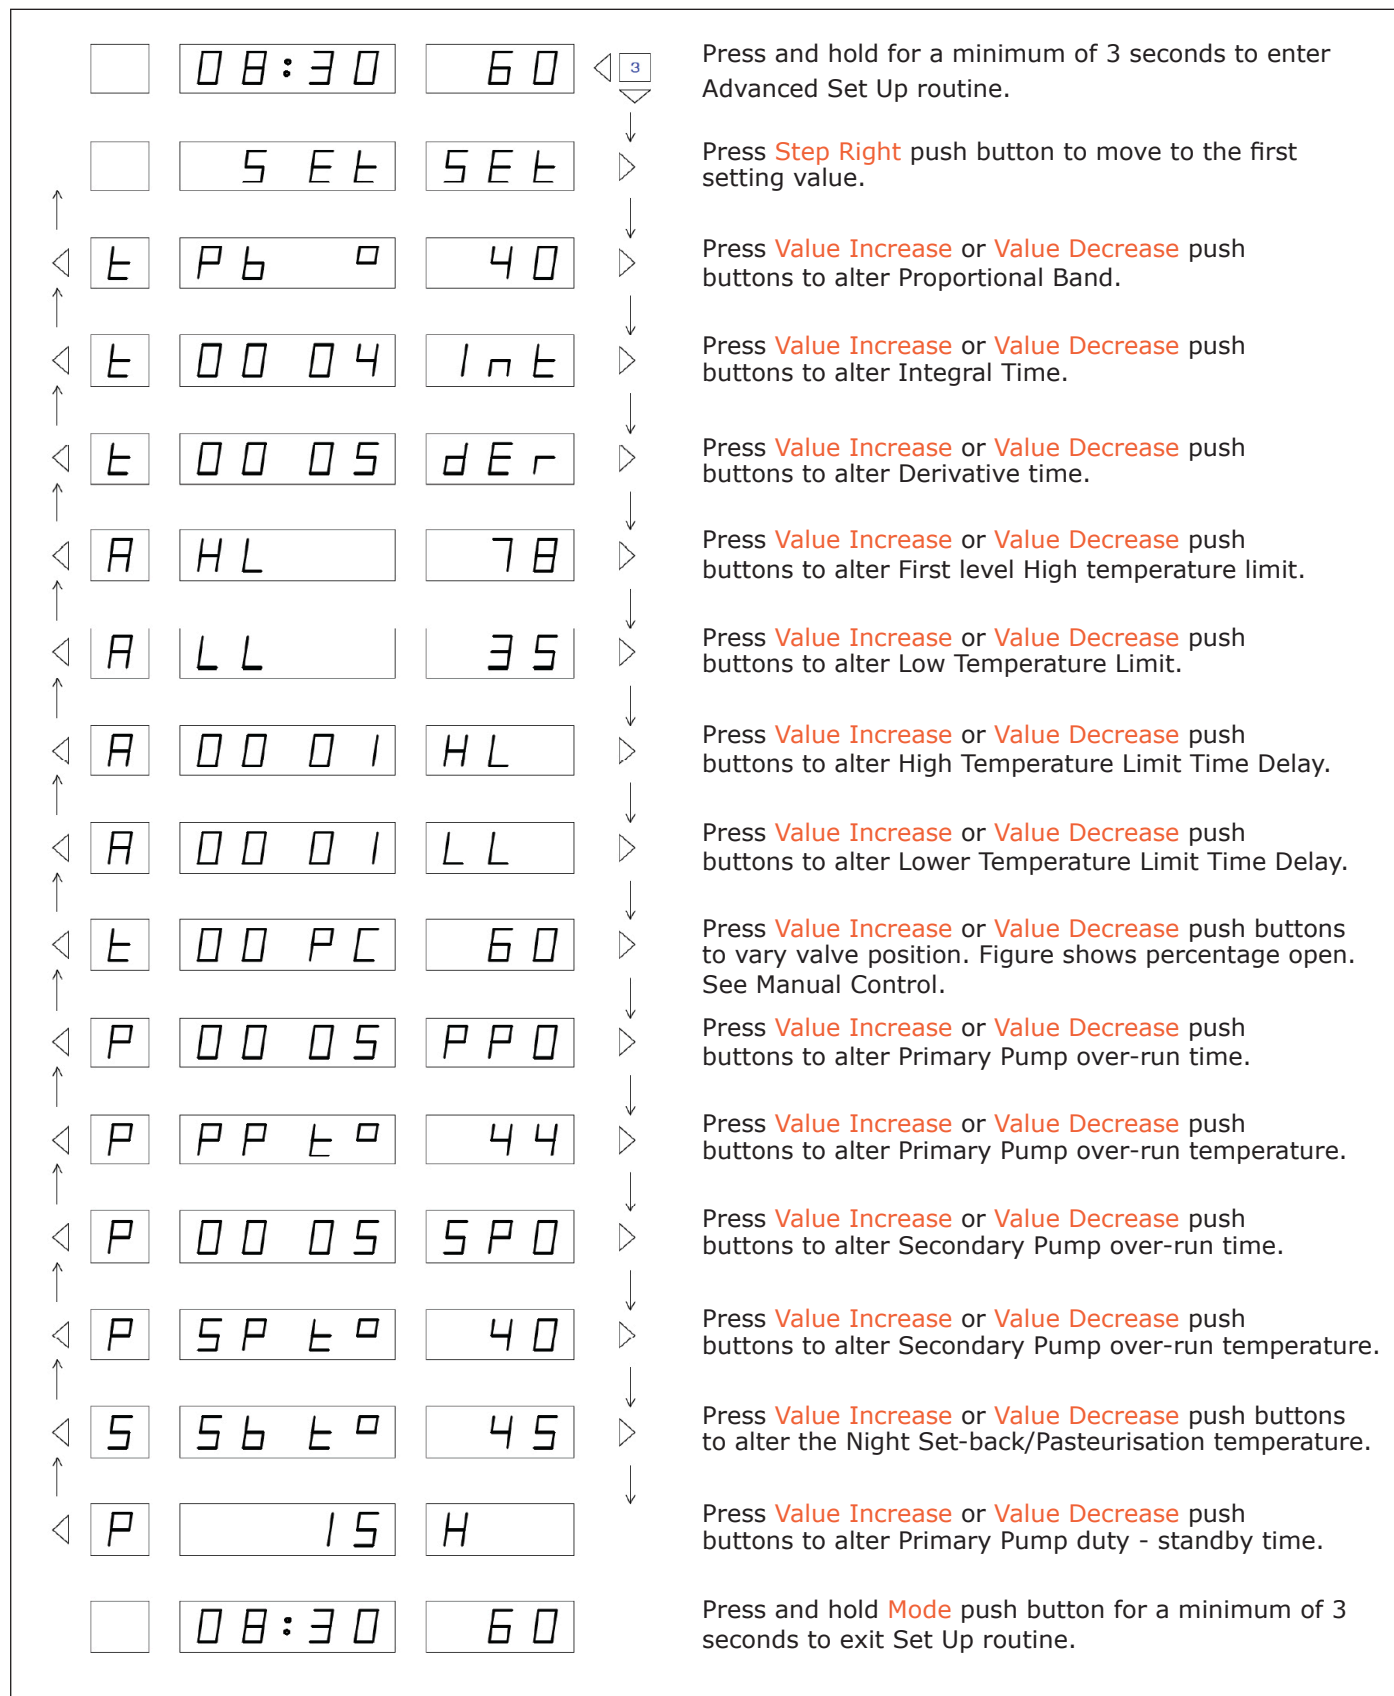 08:30 60 3 Press and hold for a minimum of 3 seconds to enter
Advanced Set Up routine.
SEt SEt Press Step Right push button to move to the first
setting value.
t Pb ° 40 Press Value Increase or Value Decrease push
buttons to alter Proportional Band.
t 00 04 Int Press Value Increase or Value Decrease push
buttons to alter Integral Time.
t 00 05 dEr Press Value Increase or Value Decrease push
buttons to alter Derivative time.
A HL 78 Press Value Increase or Value Decrease push
buttons to alter First level High temperature limit.
A LL 35 Press Value Increase or Value Decrease push
buttons to alter Low Temperature Limit.
A 00 01 HL Press Value Increase or Value Decrease push
buttons to alter High Temperature Limit Time Delay.
A 00 01 LL Press Value Increase or Value Decrease push
buttons to alter Lower Temperature Limit Time Delay.
t 00 PC 60 Press Value Increase or Value Decrease push buttons
to vary valve position. Figure shows percentage open.
See Manual Control.
P 00 05 PPO Press Value Increase or Value Decrease push
buttons to alter Primary Pump over-run time.
P PP t° 44 Press Value Increase or Value Decrease push
buttons to alter Primary Pump over-run temperature.
P 00 05 SPO Press Value Increase or Value Decrease push
buttons to alter Secondary Pump over-run time.
P SP t° 40 Press Value Increase or Value Decrease push
buttons to alter Secondary Pump over-run temperature.
S Sb t° 45 Press Value Increase or Value Decrease push buttons
to alter the Night Set-back/Pasteurisation temperature.
P 15 H Press Value Increase or Value Decrease push
buttons to alter Primary Pump duty - standby time.
08:30 60 Press and hold Mode push button for a minimum of 3
seconds to exit Set Up routine.